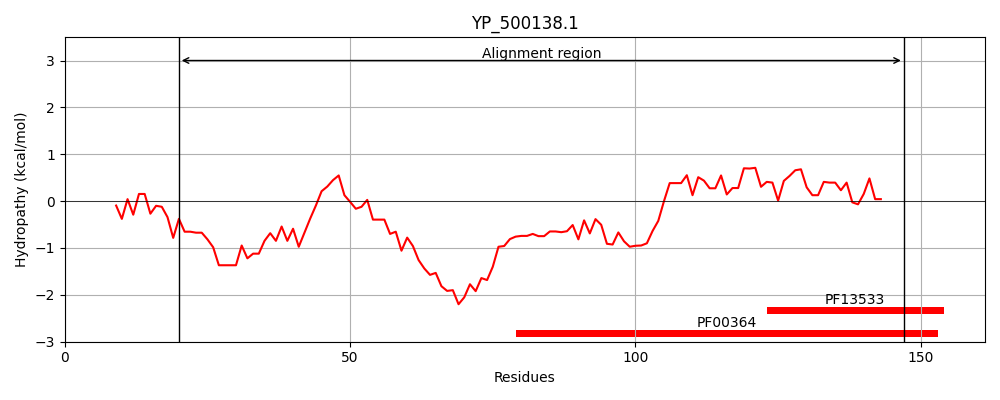 YP_500138.1
Alignment region
Hydropathy (kcal/mol)
3
2
1
0
−1
−2
−3
PF13533
PF00364
0 50 100 150
Residues